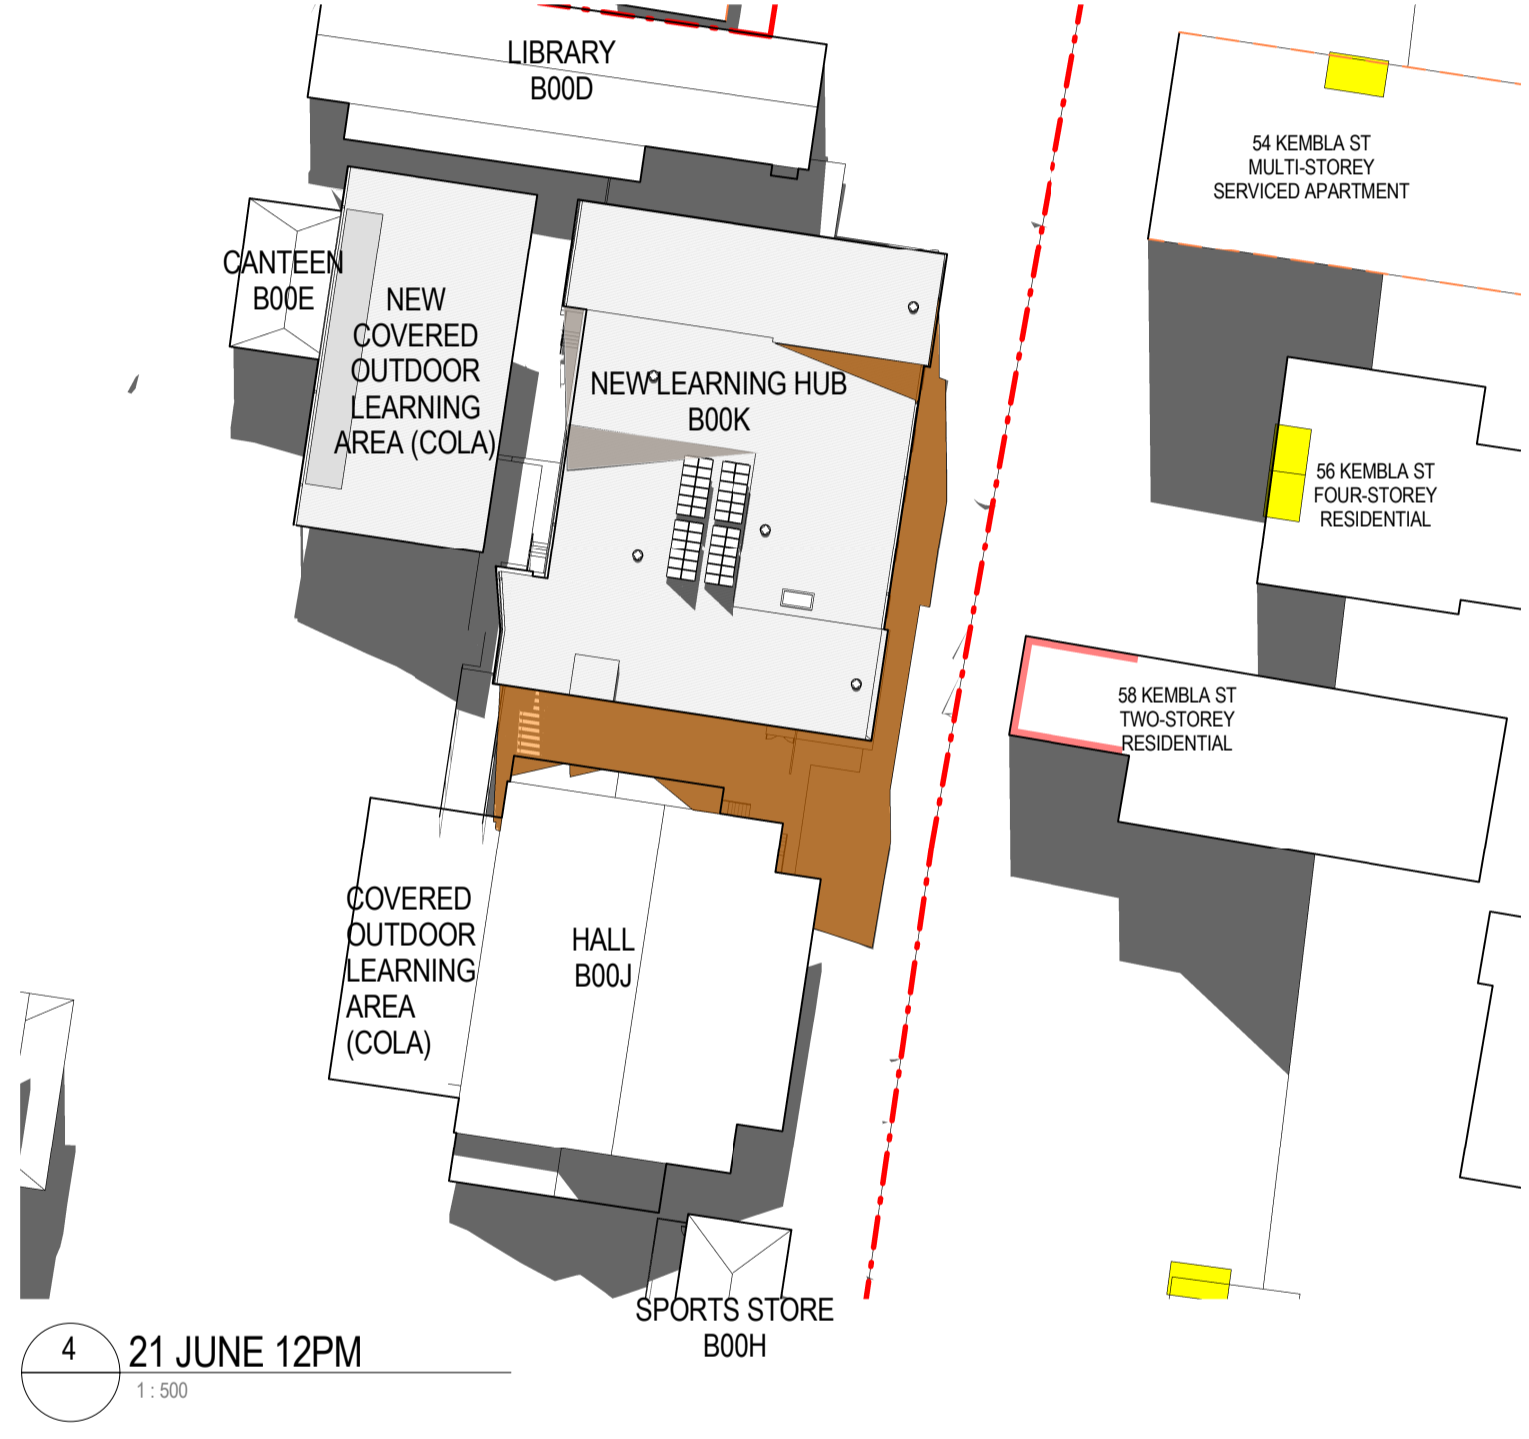 LIBRARY
B00D
54 KEMBLA ST
MULTI-STOREY
SERVICED APARTMENT
CANTEEN
B00E
NEW
COVERED
OUTDOOR
LEARNING
AREA (COLA)
NEW LEARNING HUB
B00K
56 KEMBLA ST
FOUR-STOREY
RESIDENTIAL
58 KEMBLA ST
TWO-STOREY
RESIDENTIAL
COVERED
OUTDOOR
LEARNING
AREA
(COLA)
HALL
B00J
SPORTS STORE
B00H
4
21 JUNE 12PM
1 : 500